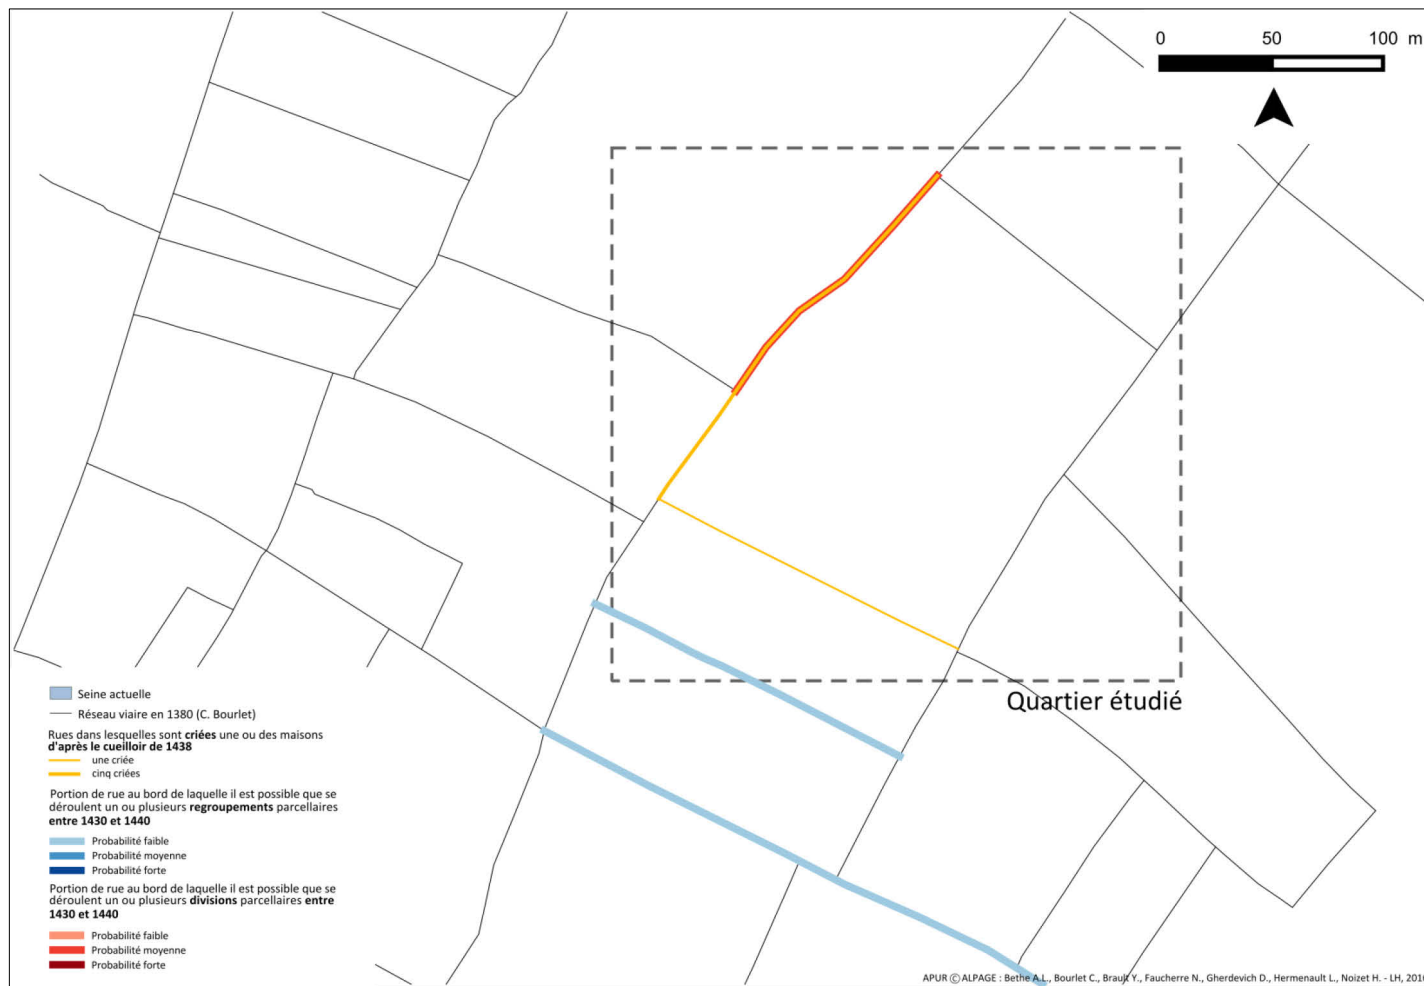 0 50 100 m
Quartier étudié
Seine actuelle
Réseau viaire en 1380 (C. Bourlet)
Rues dans lesquelles sont criées une ou des maisons
d'après le cueilloir de 1438
une criée
cinq criées
Portion de rue au bord de laquelle il est possible que se
déroulent un ou plusieurs regroupements parcellaires
entre 1430 et 1440
Probabilité faible
Probabilité moyenne
Probabilité forte
Portion de rue au bord de laquelle il est possible que se
déroulent un ou plusieurs divisions parcellaires entre
1430 et 1440
Probabilité faible
Probabilité moyenne
Probabilité forte
APUR © ALPAGE : Bethe A.L., Bourlet C., Brault Y., Faucherre N., Gherdevich D., Hermenault L., Noizet H. - LH, 2016